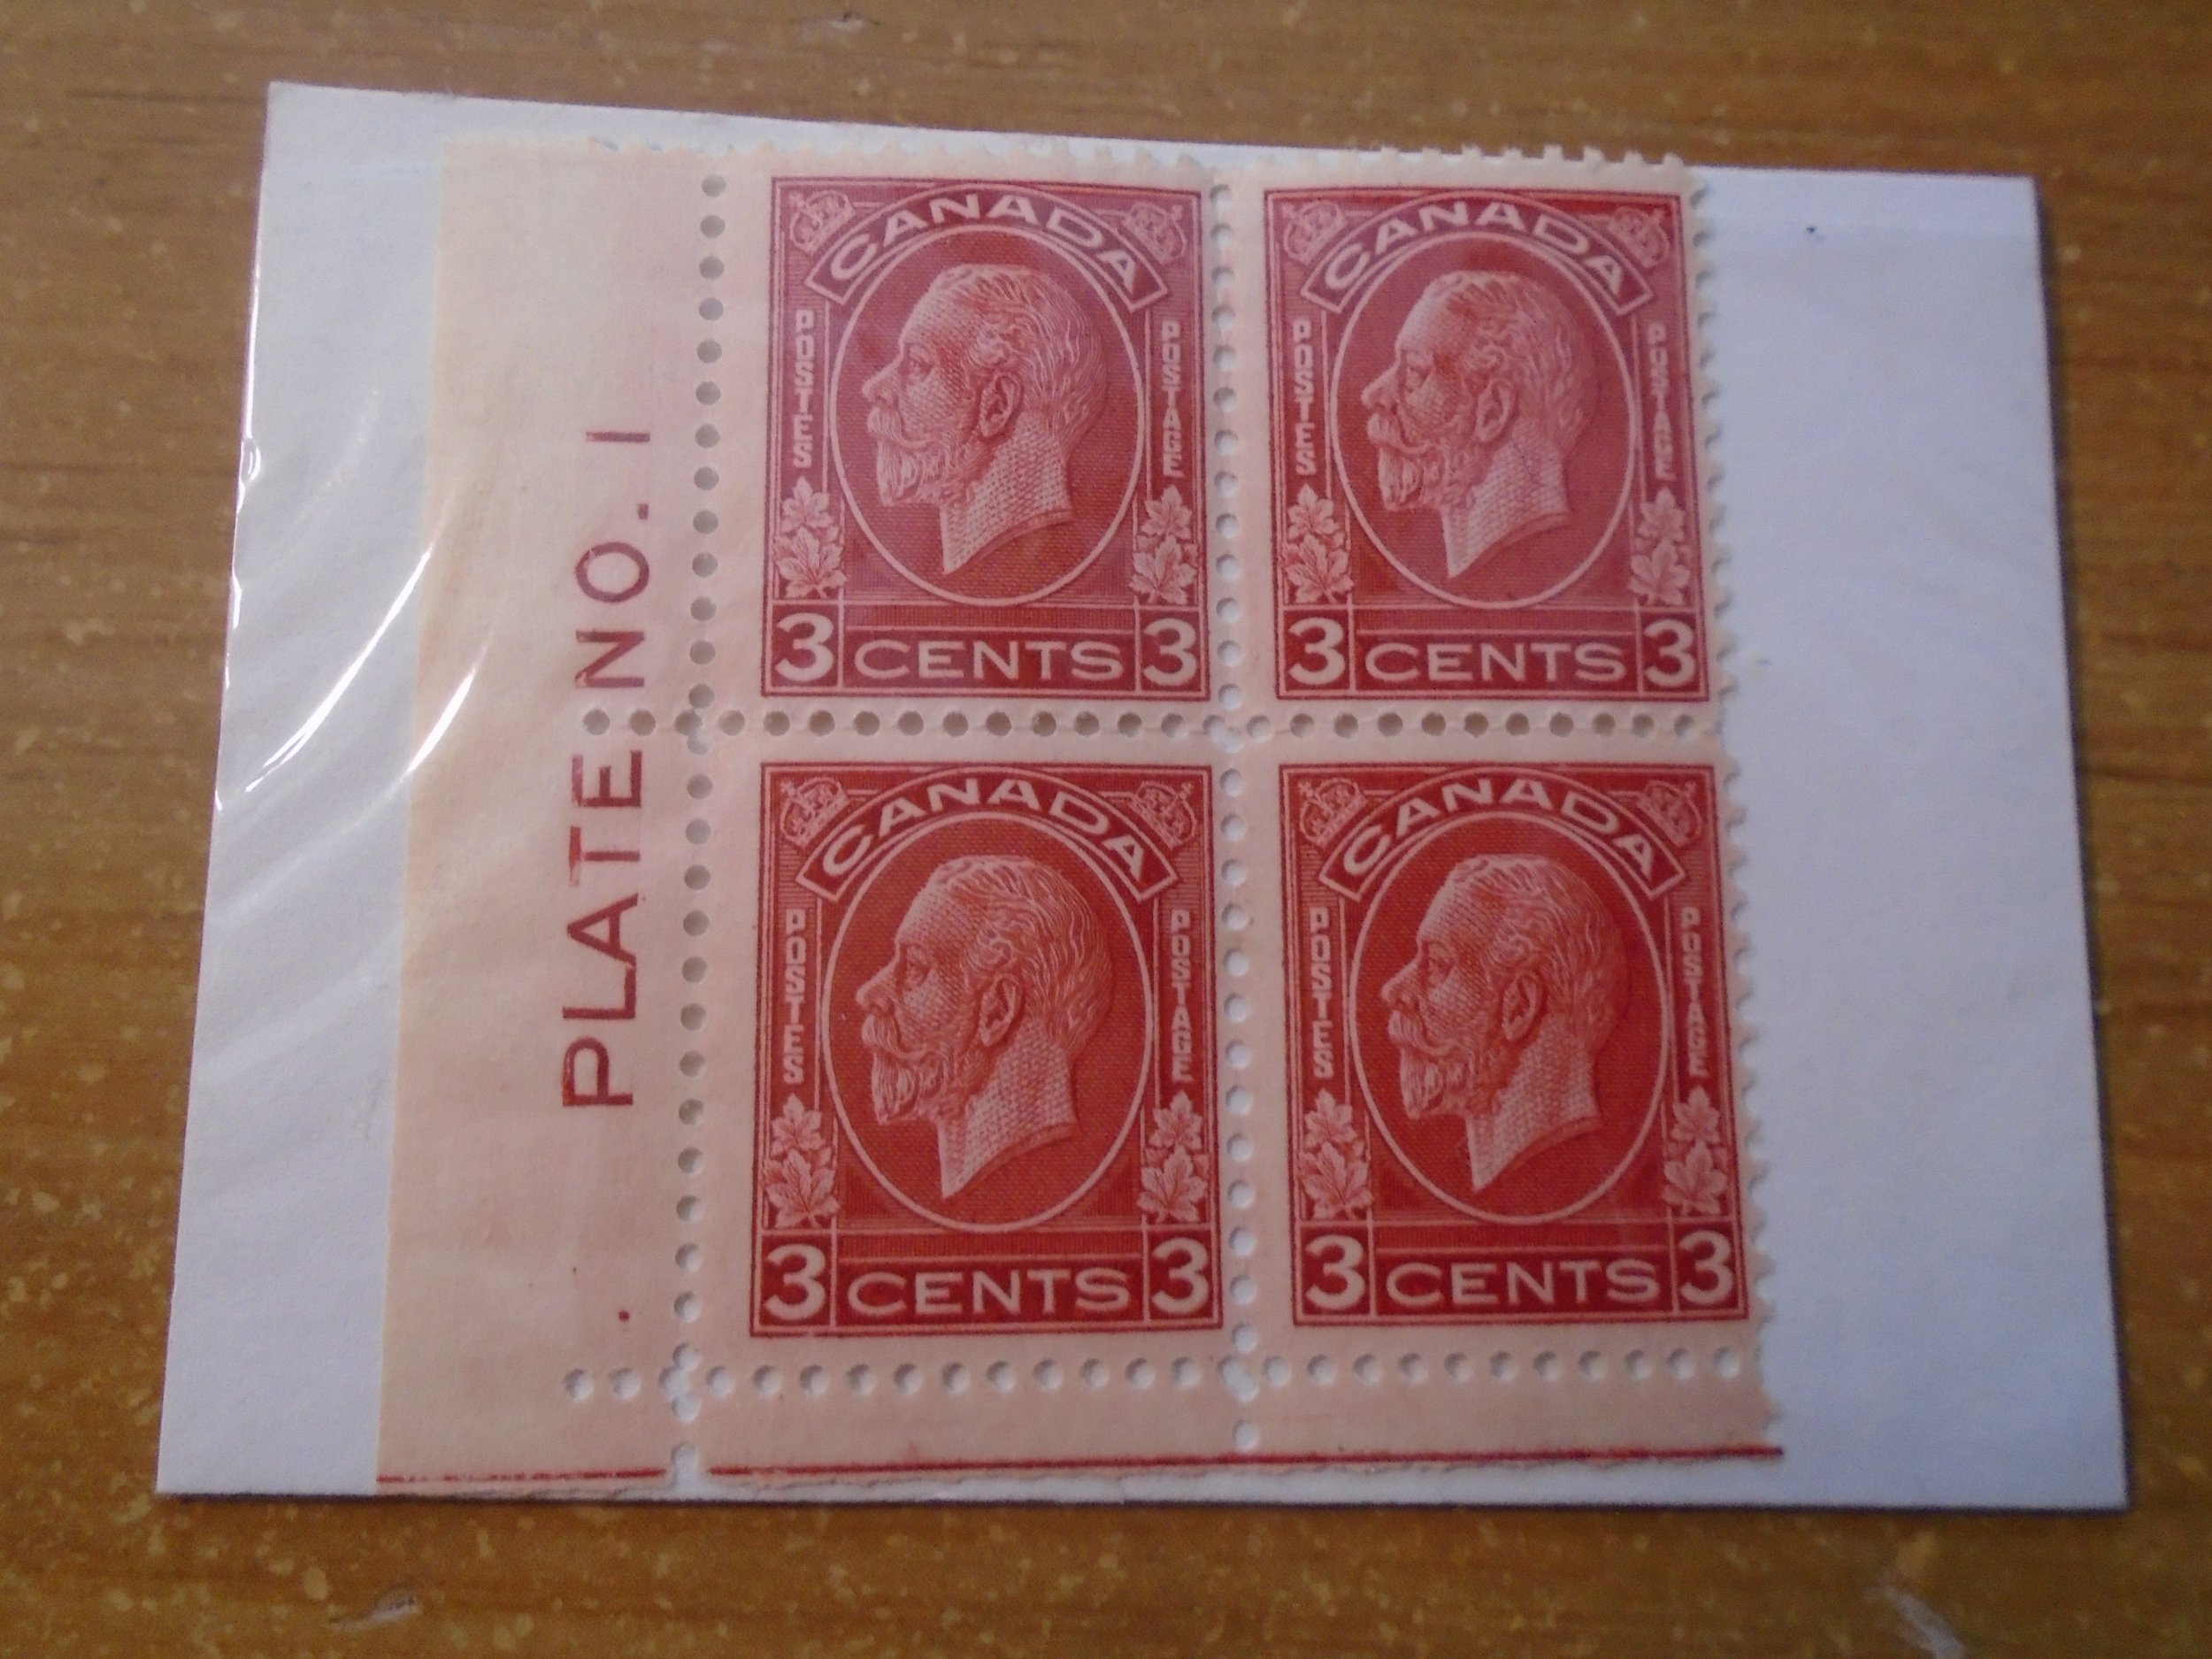 PLATE NO. 1
CANADA
POSTES
POSTAGE
3 CENTS 3
CANADA
POSTES
POSTAGE
3 CENTS 3
CANADA
POSTES
POSTAGE
3 CENTS 3
CANADA
POSTES
POSTAGE
3 CENTS 3